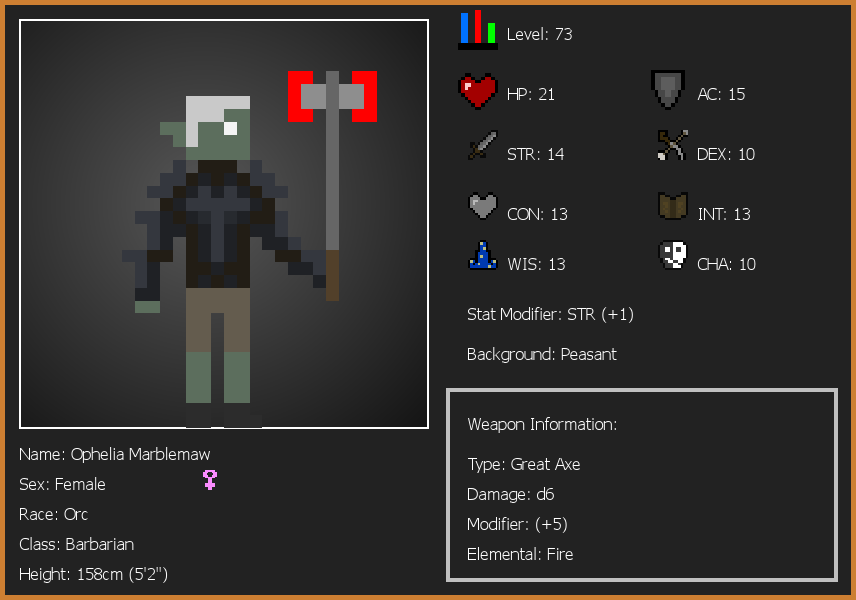 Level: 73
HP: 21
AC: 15
STR: 14
DEX: 10
CON: 13
INT: 13
WIS: 13
CHA: 10
Stat Modifier: STR (+1)
Background: Peasant
Weapon Information:
Type: Great Axe
Damage: d6
Modifier: (+5)
Elemental: Fire
Name: Ophelia Marblemaw
Sex: Female
Race: Orc
Class: Barbarian
Height: 158cm (5'2")